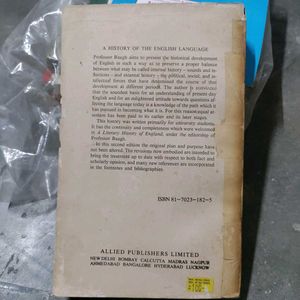 A HISTORY OF THE ENGLISH LANGUAGE
Professor Baugh aims to present the historical development
of English in such a way as to preserve a proper balance
between what may be called internal history – sounds and in-
flections – and external history – the political, social, and in-
tellectual forces that have determined the course of that
development at different periods. The author is convinced
that the soundest basis for an understanding of present-day
English and for an enlightened attitude towards questions af-
fecting the language today is a knowledge of the path which it
has pursued in becoming what it is. For this reason equal at-
tention has been paid to its earlier and to its later stages.
This history was written primarily for university students.
It has the continuity and completeness which were welcomed
in A Literary History of England, under the editorship of
Professor Baugh.
In this second edition the original plan and purpose have
not been altered. The revisions now embodied are intended to
bring the treatment up to date with respect to both fact and
scholarly opinion, and many new references are incorporated
in the footnotes and bibliographies.
ISBN 81-7023-182-5
ALLIED PUBLISHERS LIMITED
NEW DELHI BOMBAY CALCUTTA MADRAS NAGPUR
AHMEDABAD BANGALORE HYDERABAD LUCKNOW